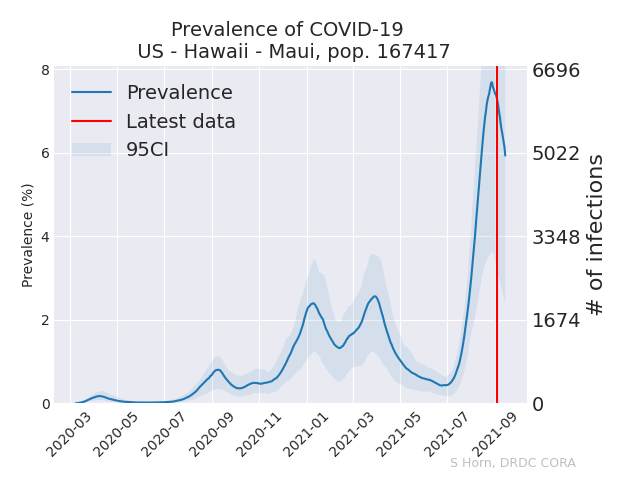 Prevalence of COVID-19
US - Hawaii - Maui, pop. 167417
Prevalence
Latest data
95CI
Prevalence (%)
8
6
4
2
0
6696
5022
3348
1674
0
# of infections
2020-03
2020-05
2020-07
2020-09
2020-11
2021-01
2021-03
2021-05
2021-07
2021-09
S Horn, DRDC CORA